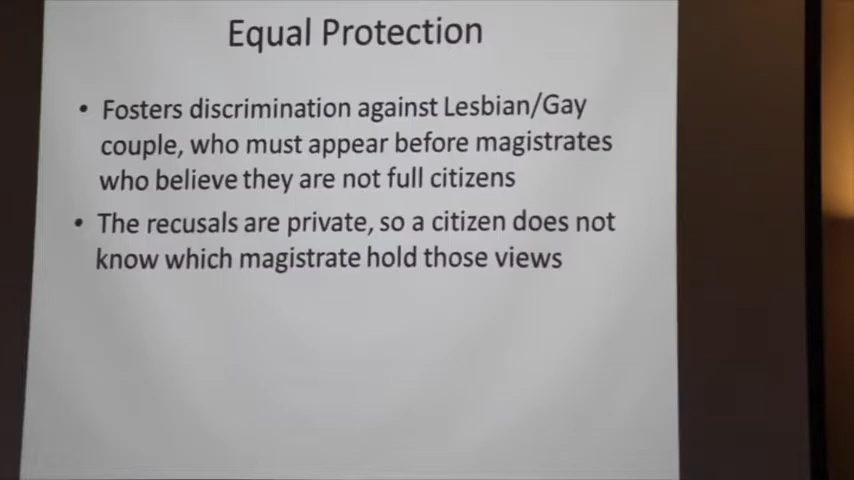 Equal Protection
• Fosters discrimination against Lesbian/Gay
couple, who must appear before magistrates
who believe they are not full citizens
• The recusals are private, so a citizen does not
know which magistrate hold those views